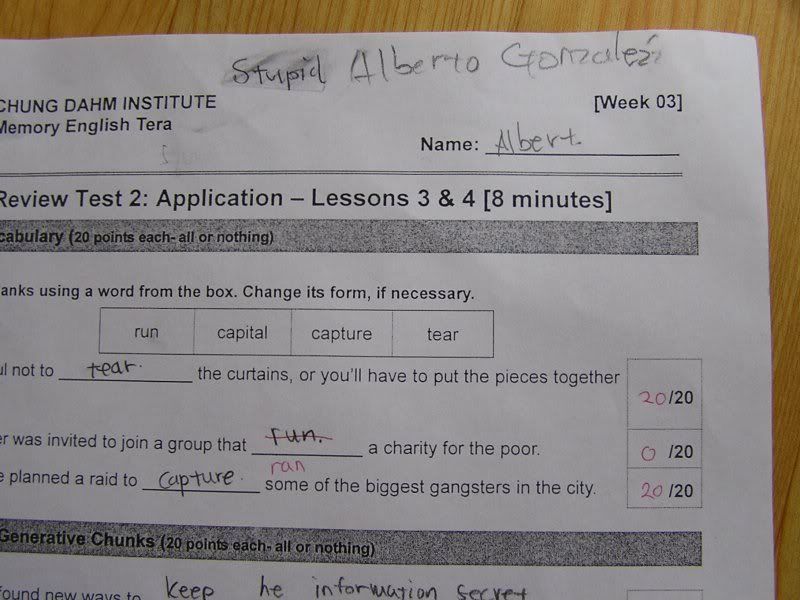 Stupid Alberto Gonzalez
CHUNG DAHM INSTITUTE [Week 03]
Memory English Tera
Name: Albert.
Review Test 2: Application – Lessons 3 & 4 [8 minutes]
cabulary (20 points each- all or nothing)
anks using a word from the box. Change its form, if necessary.
run capital capture tear
ul not to tear. the curtains, or you'll have to put the pieces together 20/20
er was invited to join a group that run. a charity for the poor. 0/20
ran
e planned a raid to capture. some of the biggest gangsters in the city. 20/20
Generative Chunks (20 points each- all or nothing)
found new ways to keep he information secret